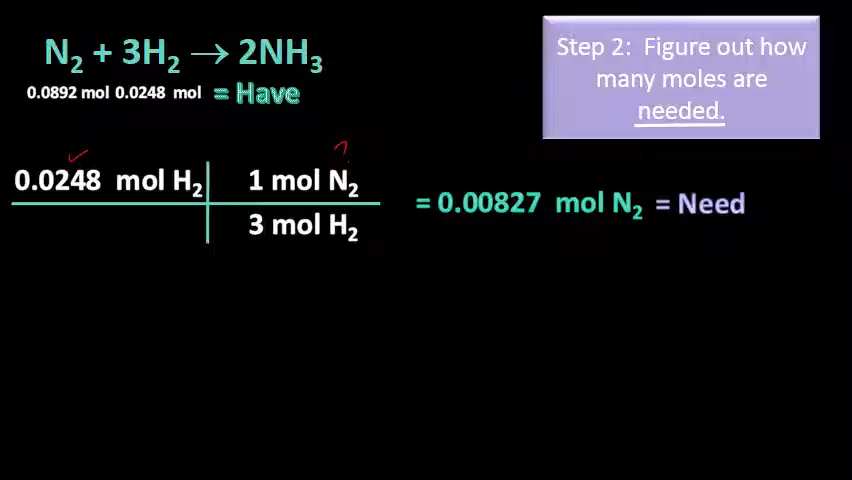 N₂ + 3H₂ → 2NH₃
0.0892 mol 0.0248 mol = Have
Step 2: Figure out how
many moles are
needed.
?
0.0248 mol H₂ 1 mol N₂
3 mol H₂
= 0.00827 mol N₂ = Need